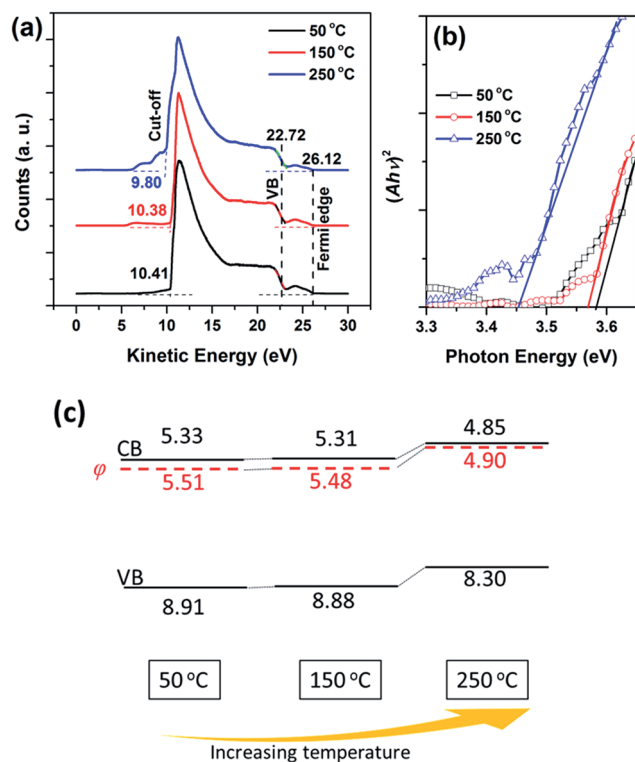 (a)
50 °C
150 °C
250 °C
Cut-off
22.72
26.12
9.80
10.38
10.41
VB
Fermi edge
Counts (a. u.)
0 5 10 15 20 25 30
Kinetic Energy (eV)
(b)
50 °C
150 °C
250 °C
(Ahν)²
3.3 3.4 3.5 3.6
Photon Energy (eV)
(c)
CB 5.33 5.31 4.85
φ 5.51 5.48 4.90
VB 8.91 8.88 8.30
50 °C 150 °C 250 °C
Increasing temperature